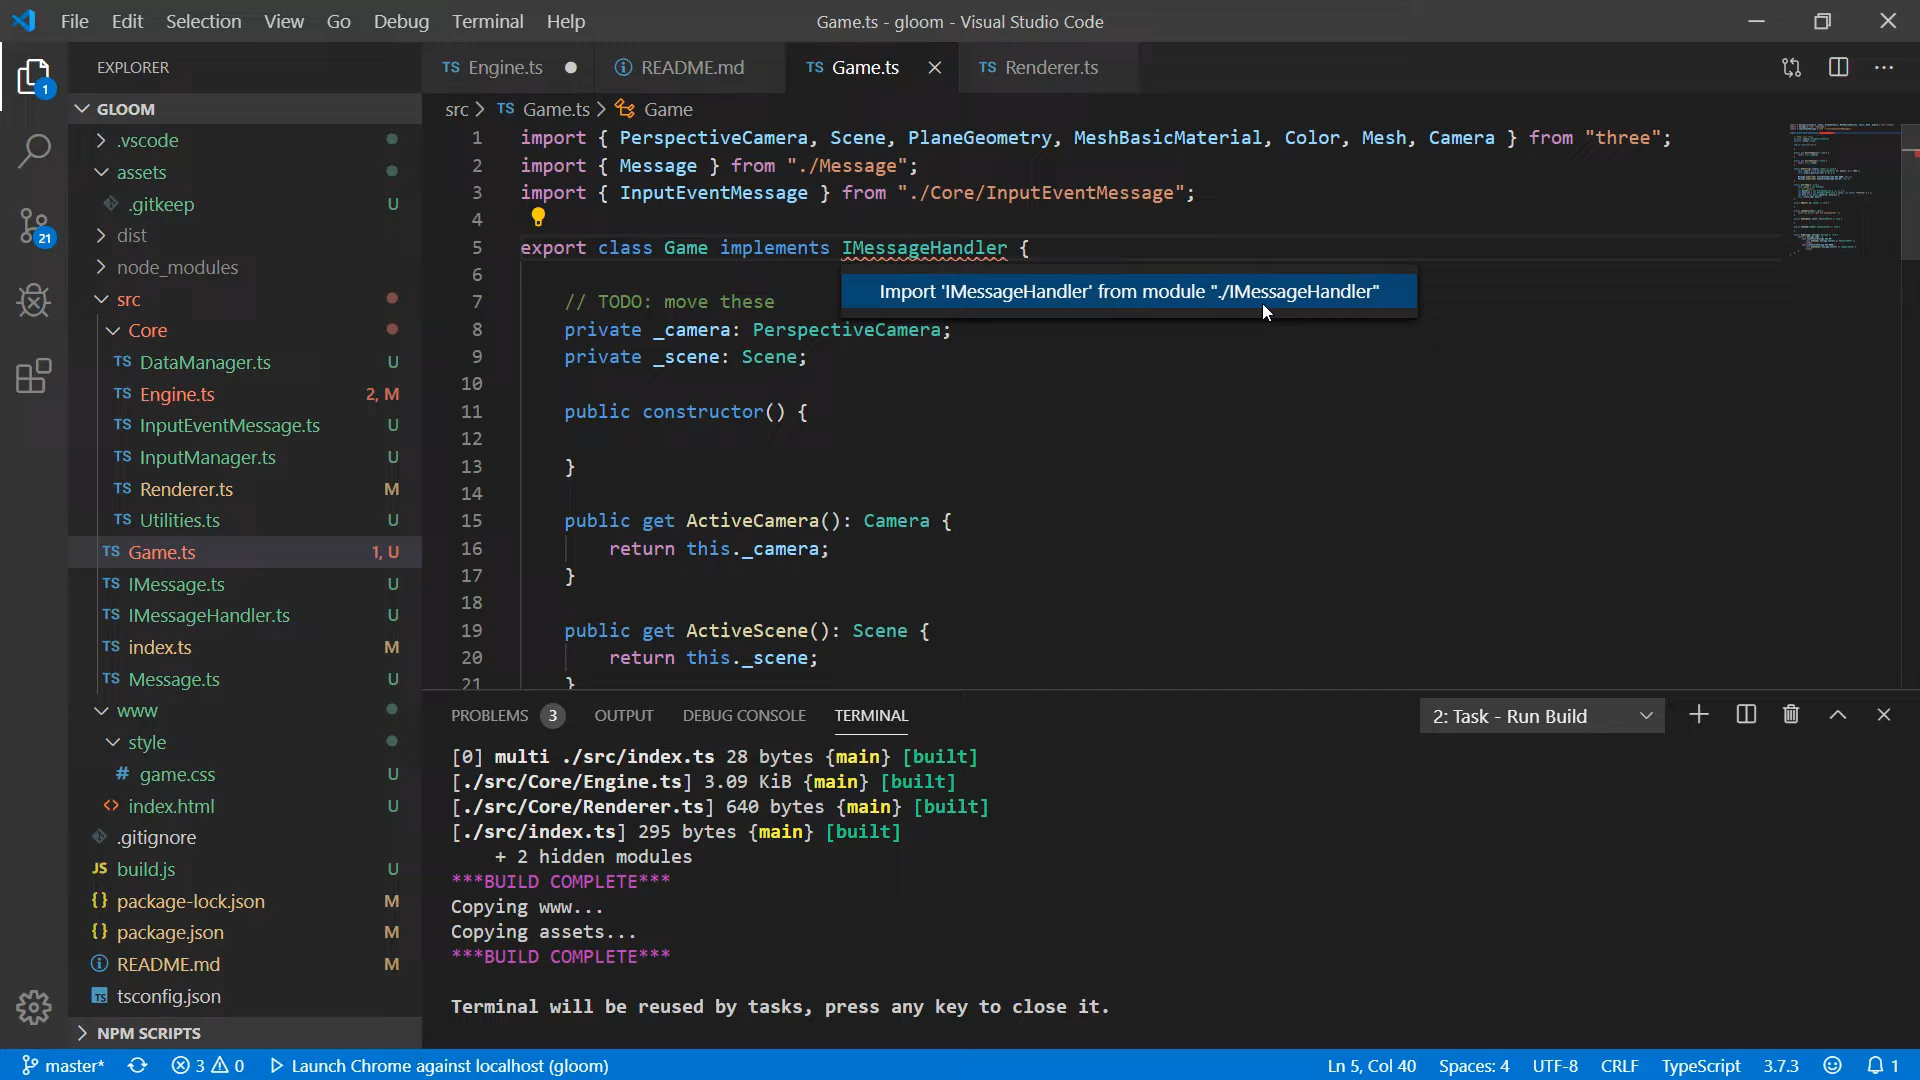 File Edit Selection View Go Debug Terminal Help
Game.ts - gloom - Visual Studio Code
EXPLORER
GLOOM
.vscode
assets
.gitkeep U
dist
node_modules
src
Core
DataManager.ts U
Engine.ts 2, M
InputEventMessage.ts U
InputManager.ts U
Renderer.ts M
Utilities.ts U
Game.ts 1, U
IMessage.ts U
IMessageHandler.ts U
index.ts M
Message.ts U
www
style
game.css U
index.html U
.gitignore
build.js U
package-lock.json M
package.json M
README.md M
tsconfig.json
NPM SCRIPTS
1
21
TS Engine.ts
README.md
TS Game.ts
TS Renderer.ts
src > TS Game.ts > Game
1 import { PerspectiveCamera, Scene, PlaneGeometry, MeshBasicMaterial, Color, Mesh, Camera } from "three";
2 import { Message } from "./Message";
3 import { InputEventMessage } from "./Core/InputEventMessage";
4
5 export class Game implements IMessageHandler {
6
Import 'IMessageHandler' from module "./IMessageHandler"
7 // TODO: move these
8 private _camera: PerspectiveCamera;
9 private _scene: Scene;
10
11 public constructor() {
12
13 }
14
15 public get ActiveCamera(): Camera {
16 return this._camera;
17 }
18
19 public get ActiveScene(): Scene {
20 return this._scene;
21 }
PROBLEMS 3 OUTPUT DEBUG CONSOLE TERMINAL
2: Task - Run Build
[0] multi ./src/index.ts 28 bytes {main} [built]
[./src/Core/Engine.ts] 3.09 KiB {main} [built]
[./src/Core/Renderer.ts] 640 bytes {main} [built]
[./src/index.ts] 295 bytes {main} [built]
+ 2 hidden modules
***BUILD COMPLETE***
Copying www...
Copying assets...
***BUILD COMPLETE***
Terminal will be reused by tasks, press any key to close it.
master* 3 0 Launch Chrome against localhost (gloom)
Ln 5, Col 40 Spaces: 4 UTF-8 CRLF TypeScript 3.7.3 1